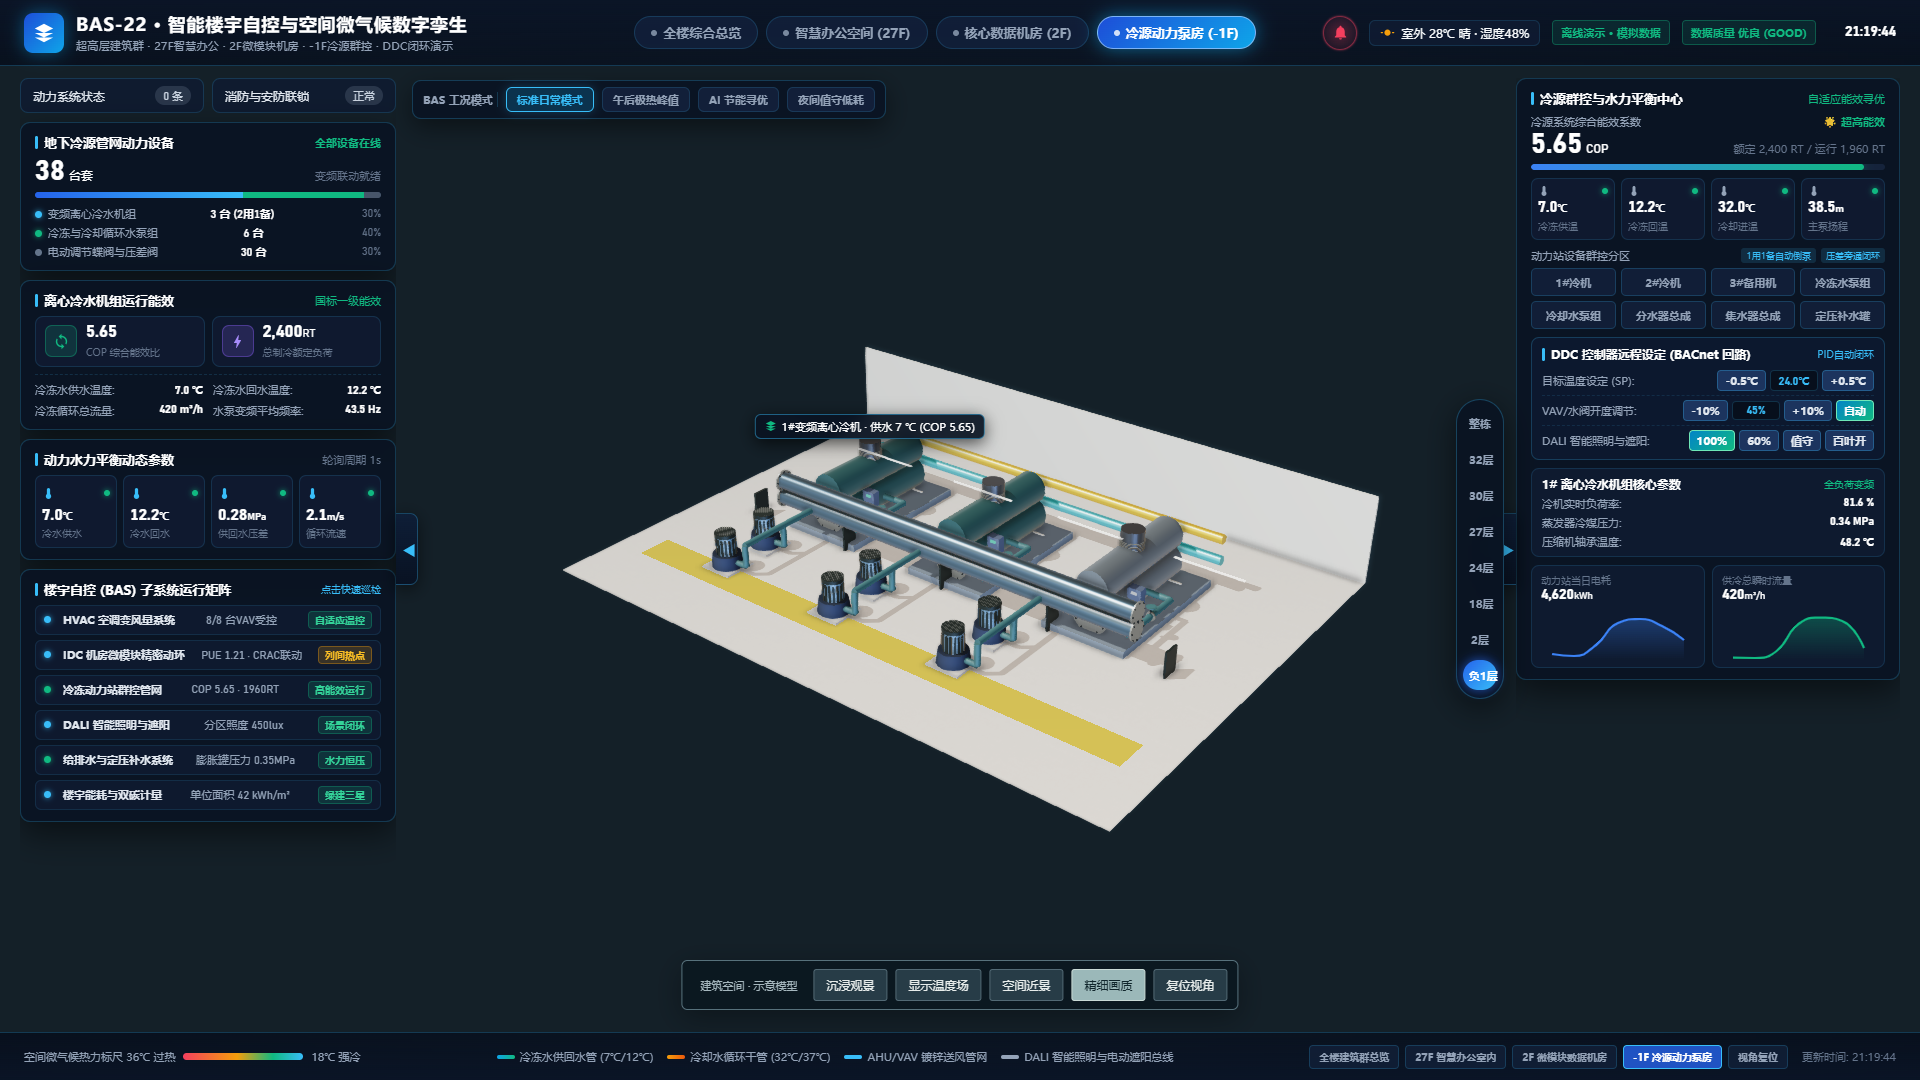 BAS-22 • 智能楼宇自控与空间微气候数字孪生
超高层建筑群 · 27F智慧办公 · 2F微模块机房 · -1F冷源群控 · DDC闭环演示
全楼综合总览
智慧办公空间 (27F)
核心数据机房 (2F)
冷源动力泵房 (-1F)
室外 28℃ 晴 · 湿度48%
离线演示 • 模拟数据
数据质量 优良 (GOOD)
21:19:44
动力系统状态 0 条
消防与安防联锁 正常
地下冷源管网动力设备 全部设备在线
38 台套 变频联动就绪
变频离心冷水机组 3 台 (2用1备) 30%
冷冻与冷却循环水泵组 6 台 40%
电动调节蝶阀与压差阀 30 台 30%
离心冷水机组运行能效 国标一级能效
5.65
COP 综合能效比
2,400RT
总制冷额定负荷
冷冻水供水温度: 7.0 ℃ 冷冻水回水温度: 12.2 ℃
冷冻循环总流量: 420 m³/h 水泵变频平均频率: 43.5 Hz
动力水力平衡动态参数 轮询周期 1s
7.0℃ 12.2℃ 0.28MPa 2.1m/s
冷水供水 冷水回水 供回水压差 循环流速
楼宇自控 (BAS) 子系统运行矩阵 点击快速巡检
HVAC 空调变风量系统 8/8 台VAV受控 自适应温控
IDC 机房微模块精密动环 PUE 1.21 · CRAC联动 列间热点
冷冻动力站群控管网 COP 5.65 · 1960RT 高能效运行
DALI 智能照明与遮阳 分区照度 450lux 场景闭环
给排水与定压补水系统 膨胀罐压力 0.35MPa 水力恒压
楼宇能耗与双碳计量 单位面积 42 kWh/m² 绿建三星
BAS 工况模式 标准日常模式 午后极热峰值 AI 节能寻优 夜间值守低耗
1#变频离心冷机 · 供水 7 ℃ (COP 5.65)
◀
▶
整栋
32层
30层
27层
24层
18层
2层
负1层
冷源群控与水力平衡中心 自适应能效寻优
冷源系统综合能效系数 超高能效
5.65 COP 额定 2,400 RT / 运行 1,960 RT
7.0℃ 12.2℃ 32.0℃ 38.5m
冷冻供温 冷冻回温 冷却进温 主泵扬程
动力站设备群控分区 1用1备自动倒泵 压差旁通闭环
1#冷机 2#冷机 3#备用机 冷冻水泵组
冷却水泵组 分水器总成 集水器总成 定压补水罐
DDC 控制器远程设定 (BACnet 回路) PID自动闭环
目标温度设定 (SP): -0.5℃ 24.0℃ +0.5℃
VAV/水阀开度调节: -10% 45% +10% 自动
DALI 智能照明与遮阳: 100% 60% 值守 百叶开
1# 离心冷水机组核心参数 全负荷变频
冷机实时负荷率: 81.6 %
蒸发器冷媒压力: 0.34 MPa
压缩机轴承温度: 48.2 ℃
动力站当日电耗
4,620kWh
供冷总瞬时流量
420m³/h
建筑空间 · 示意模型 沉浸观景 显示温度场 空间近景 精细画质 复位视角
空间微气候热力标尺 36℃ 过热 18℃ 强冷
冷冻水供回水管 (7℃/12℃) 冷却水循环干管 (32℃/37℃) AHU/VAV 镀锌送风管网 DALI 智能照明与电动遮阳总线
全楼建筑群总览 27F 智慧办公室内 2F 微模块数据机房 -1F 冷源动力泵房 视角复位 更新时间: 21:19:44